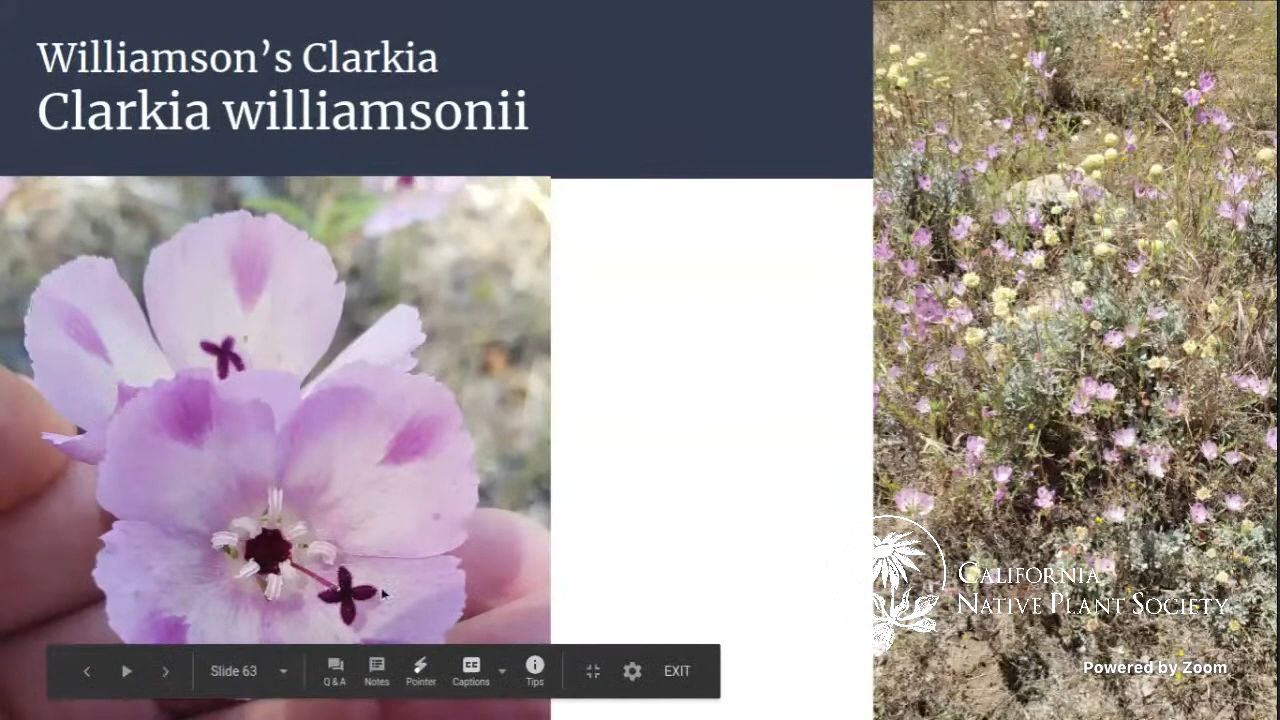 Williamson’s Clarkia
Clarkia williamsonii
CALIFORNIA
NATIVE PLANT SOCIETY
Powered by Zoom
Slide 63
Q & A
Notes
Pointer
Captions
Tips
EXIT